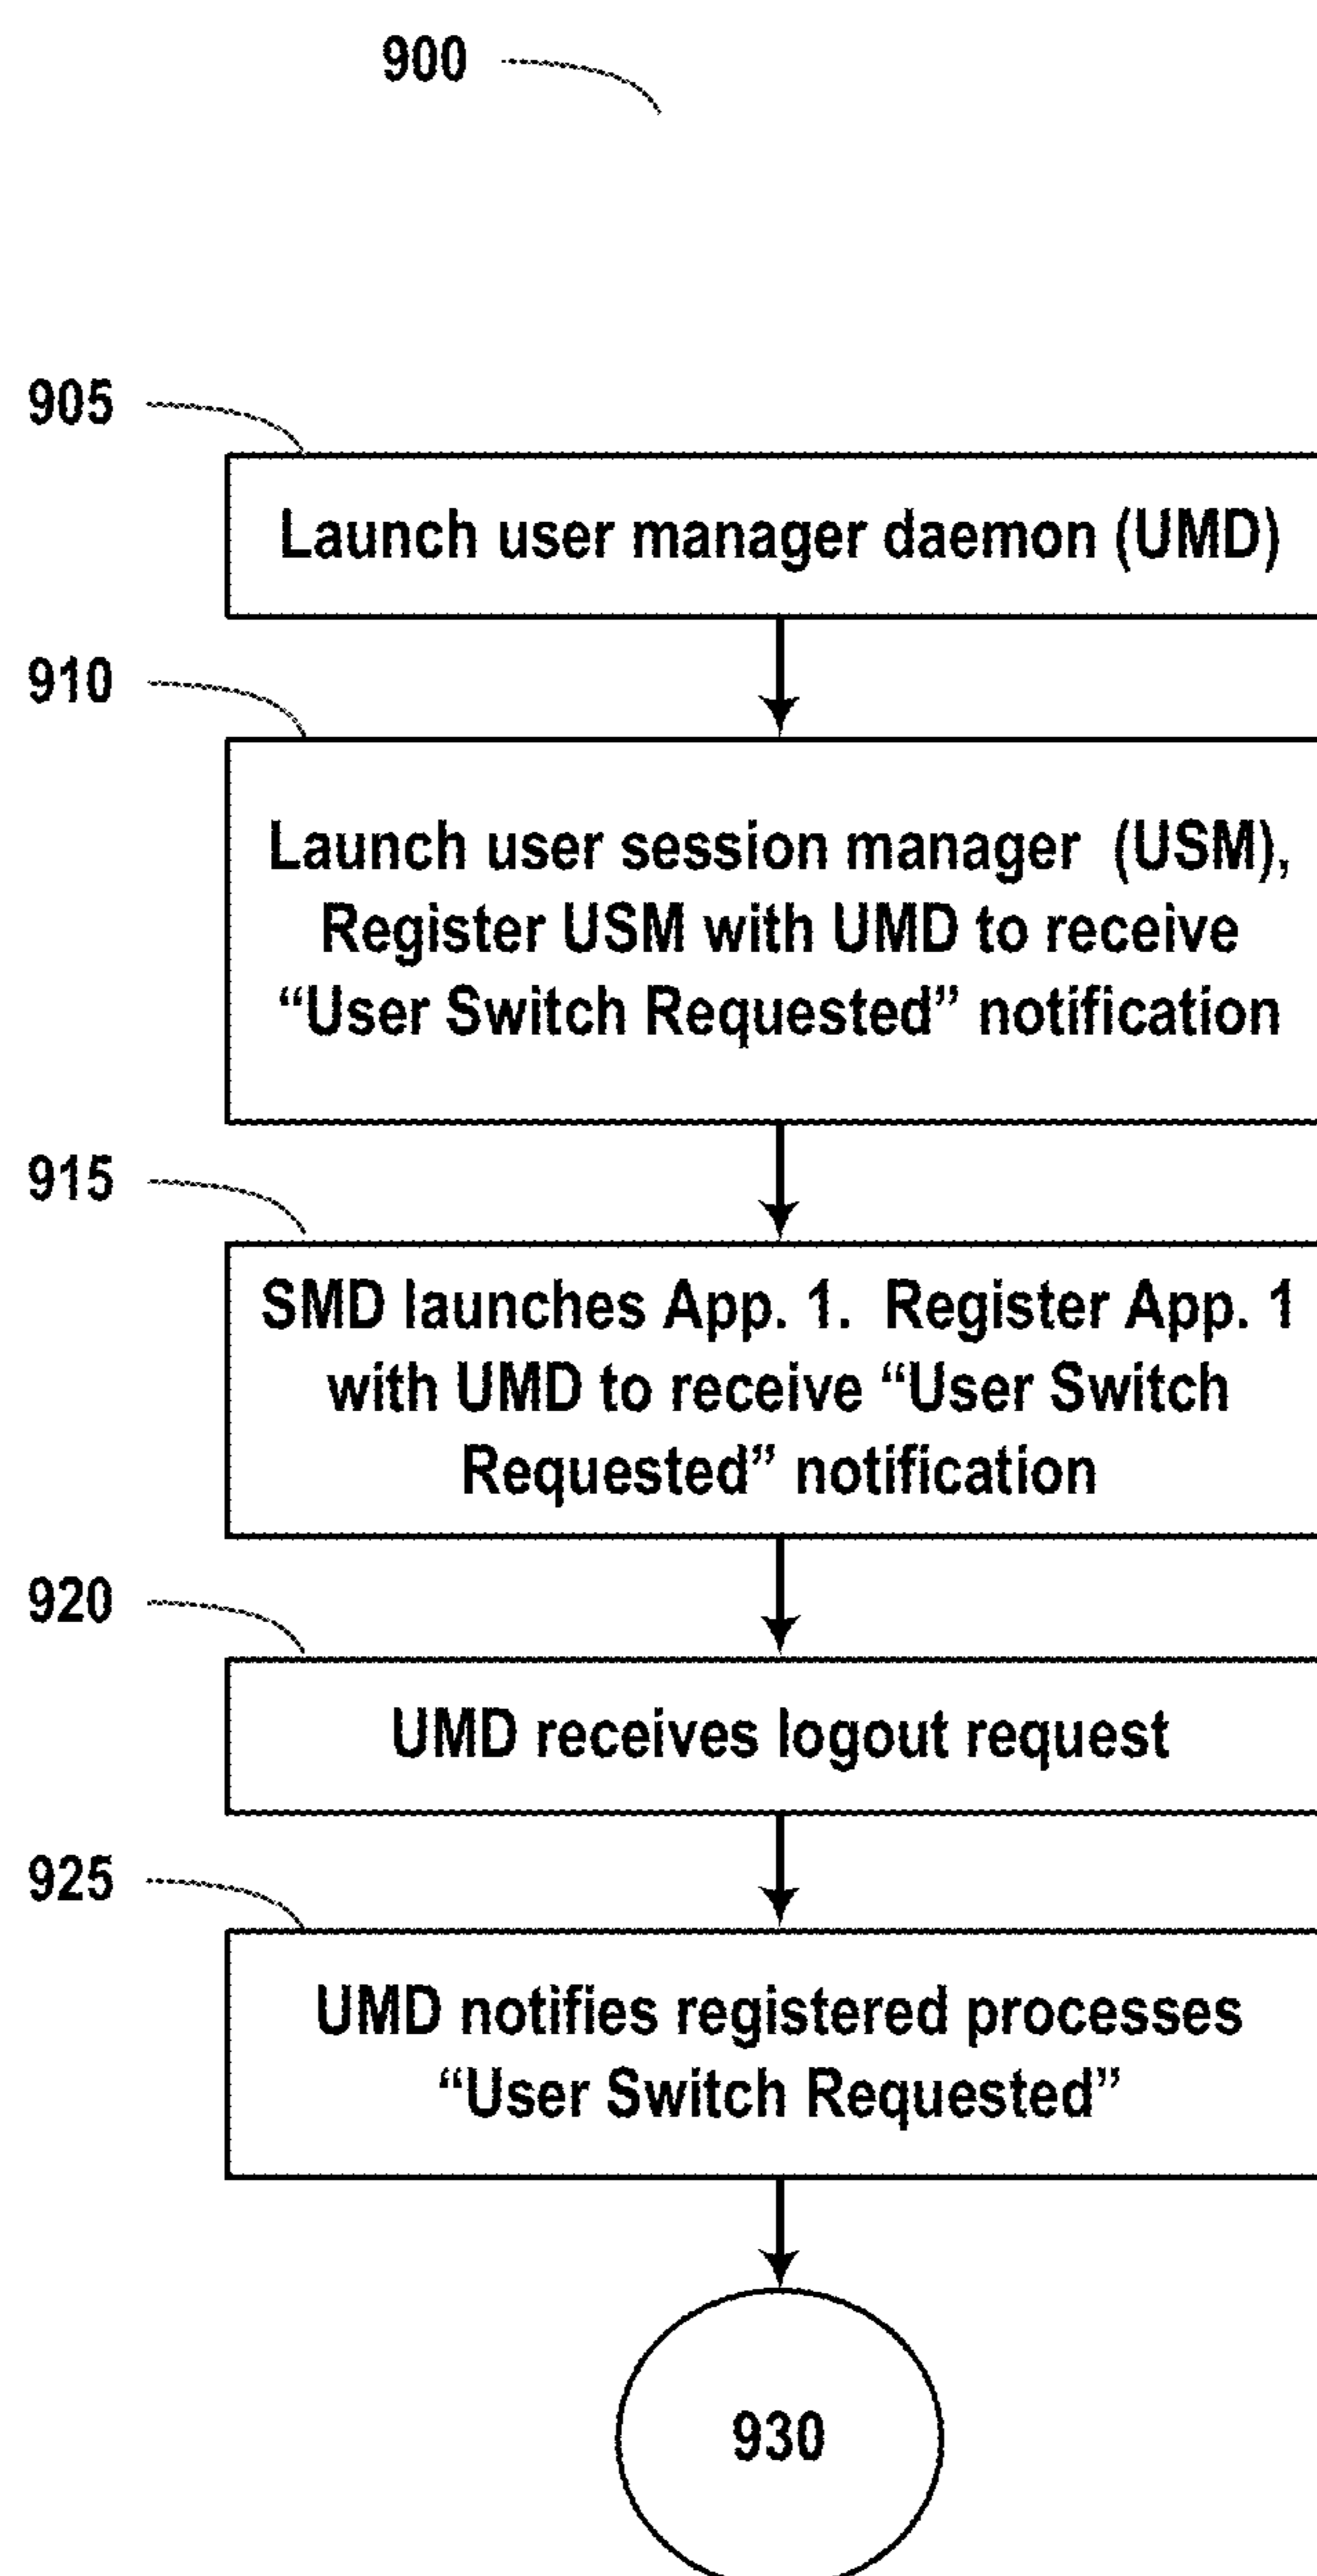 900
905
Launch user manager daemon (UMD)
910
Launch user session manager (USM),
Register USM with UMD to receive
“User Switch Requested” notification
915
SMD launches App. 1. Register App. 1
with UMD to receive “User Switch
Requested” notification
920
UMD receives logout request
925
UMD notifies registered processes
“User Switch Requested”
930